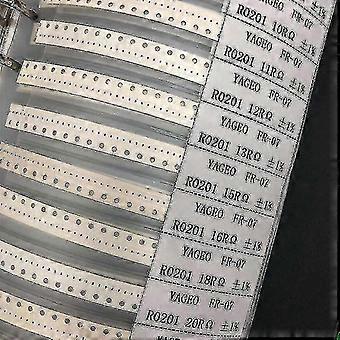 R0201 10RΩ ±1%
YAGEO FR-07
R0201 11RΩ ±1%
YAGEO FR-07
R0201 12RΩ ±1%
YAGEO FR-07
R0201 13RΩ ±1%
YAGEO FR-07
R0201 15RΩ ±1%
YAGEO FR-07
R0201 16RΩ ±1%
YAGEO FR-07
R0201 18RΩ ±1%
YAGEO FR-07
R0201 20RΩ ±1%